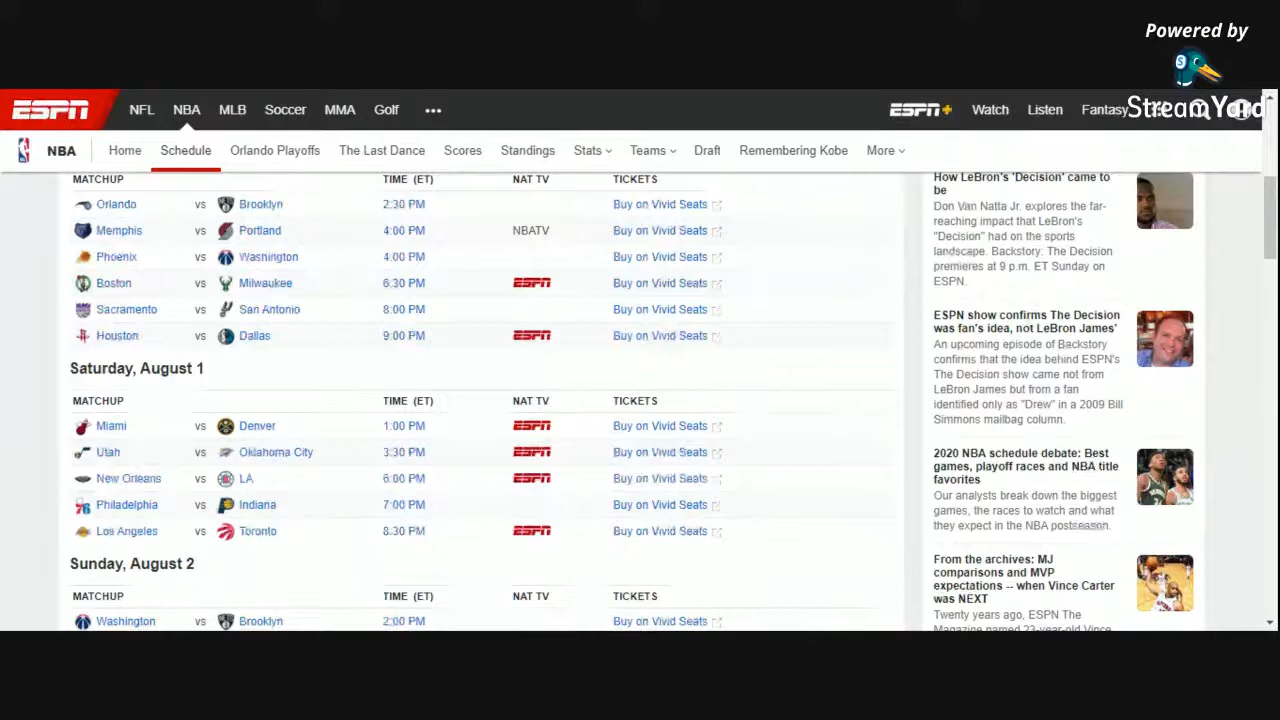 Powered by
StreamYard
ESPN NFL NBA MLB Soccer MMA Golf ••• ESPN+ Watch Listen Fantasy
NBA Home Schedule Orlando Playoffs The Last Dance Scores Standings Stats Teams Draft Remembering Kobe More
MATCHUP TIME (ET) NAT TV TICKETS
Orlando vs Brooklyn 2:30 PM Buy on Vivid Seats
Memphis vs Portland 4:00 PM NBATV Buy on Vivid Seats
Phoenix vs Washington 4:00 PM Buy on Vivid Seats
Boston vs Milwaukee 6:30 PM ESPN Buy on Vivid Seats
Sacramento vs San Antonio 8:00 PM Buy on Vivid Seats
Houston vs Dallas 9:00 PM ESPN Buy on Vivid Seats
Saturday, August 1
MATCHUP TIME (ET) NAT TV TICKETS
Miami vs Denver 1:00 PM ESPN Buy on Vivid Seats
Utah vs Oklahoma City 3:30 PM ESPN Buy on Vivid Seats
New Orleans vs LA 6:00 PM ESPN Buy on Vivid Seats
Philadelphia vs Indiana 7:00 PM Buy on Vivid Seats
Los Angeles vs Toronto 8:30 PM ESPN Buy on Vivid Seats
Sunday, August 2
MATCHUP TIME (ET) NAT TV TICKETS
Washington vs Brooklyn 2:00 PM Buy on Vivid Seats
How LeBron's 'Decision' came to
be
Don Van Natta Jr. explores the far-
reaching impact that LeBron's
"Decision" had on the sports
landscape. Backstory: The Decision
premieres at 9 p.m. ET Sunday on
ESPN.
ESPN show confirms The Decision
was fan's idea, not LeBron James'
An upcoming episode of Backstory
confirms that the idea behind ESPN's
The Decision show came not from
LeBron James but from a fan
identified only as "Drew" in a 2009 Bill
Simmons mailbag column.
2020 NBA schedule debate: Best
games, playoff races and NBA title
favorites
Our analysts break down the biggest
games, the races to watch and what
they expect in the NBA postseason.
From the archives: MJ
comparisons and MVP
expectations -- when Vince Carter
was NEXT
Twenty years ago, ESPN The
Magazine named 23-year-old Vince